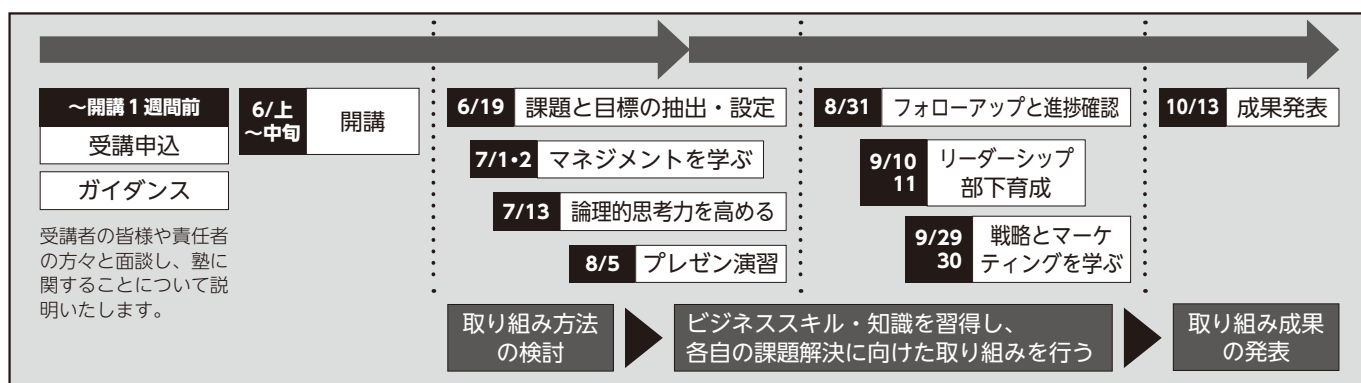 ～開講１週間前
受講申込
ガイダンス
受講者の皆様や責任者
の方々と面談し、塾に
関することについて説
明いたします。
6/上
～中旬
開講
6/19 課題と目標の抽出・設定
7/1・2 マネジメントを学ぶ
7/13 論理的思考力を高める
8/5 プレゼン演習
8/31 フォローアップと進捗確認
9/10
11
リーダーシップ
部下育成
9/29
30
戦略とマーケ
ティングを学ぶ
10/13 成果発表
取り組み方法
の検討
ビジネススキル・知識を習得し、
各自の課題解決に向けた取り組みを行う
取り組み成果
の発表